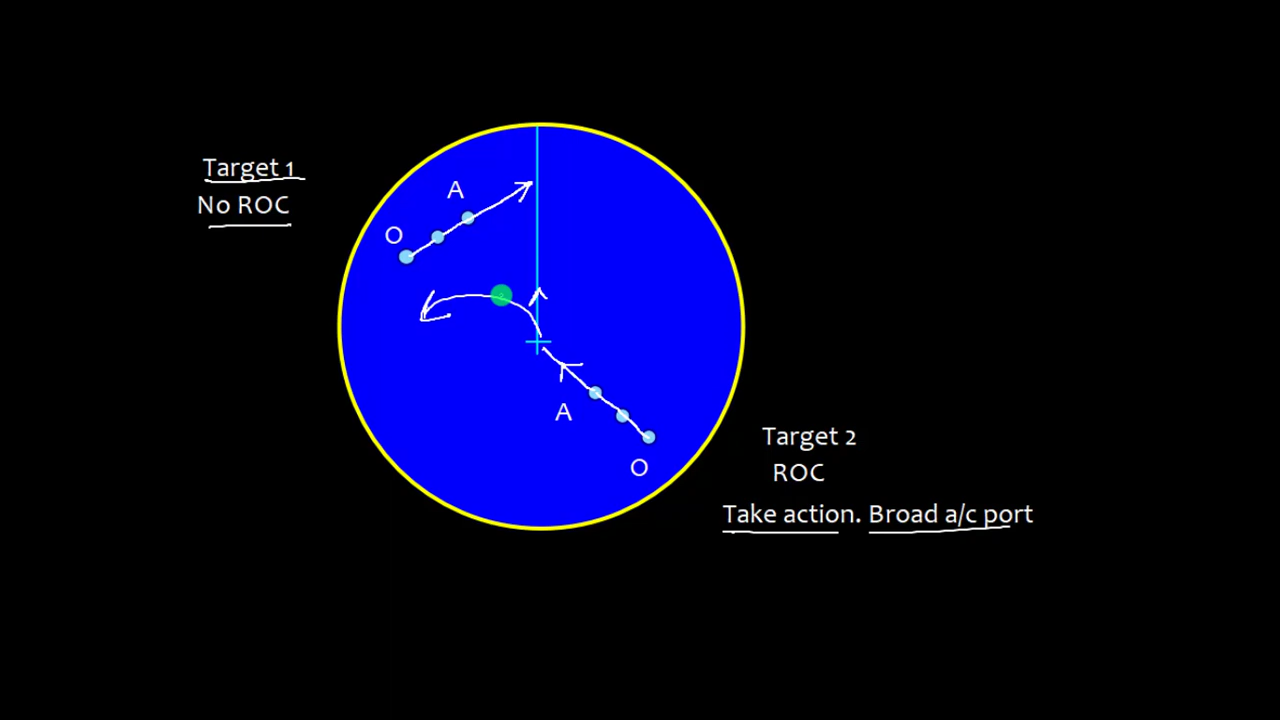 Target 1
No ROC
A
O
A
O
Target 2
ROC
Take action. Broad a/c port